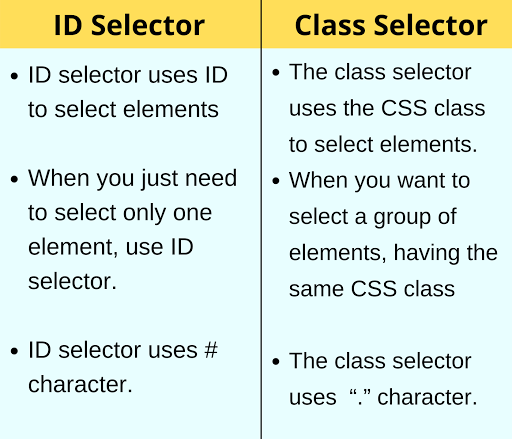 ID Selector
• ID selector uses ID
to select elements
• When you just need
to select only one
element, use ID
selector.
• ID selector uses #
character.
Class Selector
• The class selector
uses the CSS class
to select elements.
• When you want to
select a group of
elements, having the
same CSS class
• The class selector
uses “.” character.